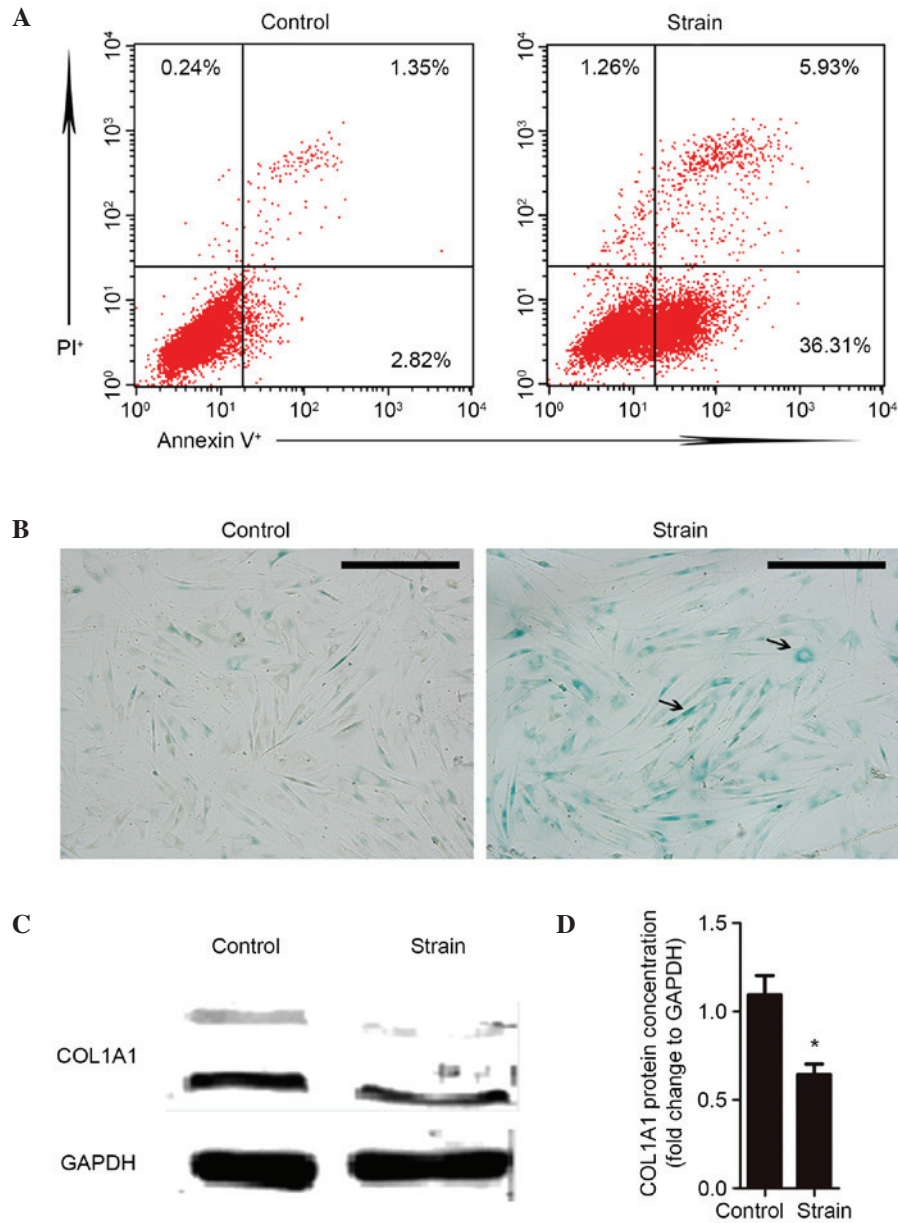 A
Control
Strain
10⁴
10³
10²
10¹
10⁰
0.24%
1.35%
2.82%
10⁰
10¹
10²
10³
10⁴
10⁴
10³
10²
10¹
10⁰
1.26%
5.93%
36.31%
10⁰
10¹
10²
10³
10⁴
PI⁺
Annexin V⁺
B
Control
Strain
C
Control
Strain
COL1A1
GAPDH
D
COL1A1 protein concentration
(fold change to GAPDH)
1.5
1.0
0.5
0.0
*
Control
Strain